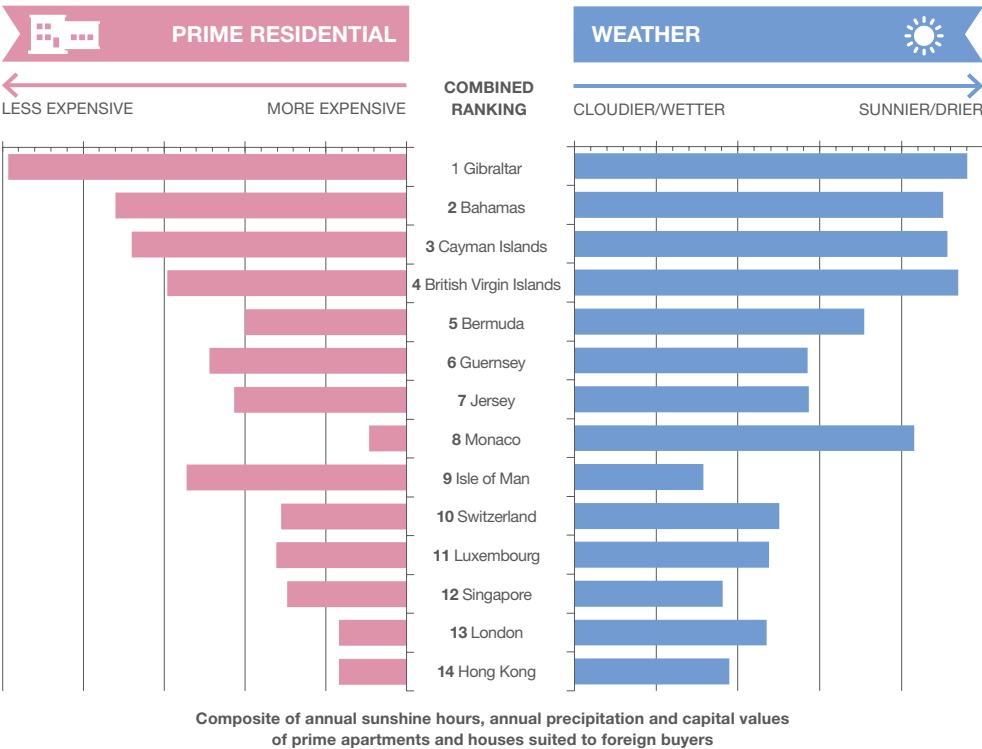 PRIME RESIDENTIAL
WEATHER
LESS EXPENSIVE
MORE EXPENSIVE
COMBINED
RANKING
CLOUDIER/WETTER
SUNNIER/DRIER
1 Gibraltar
2 Bahamas
3 Cayman Islands
4 British Virgin Islands
5 Bermuda
6 Guernsey
7 Jersey
8 Monaco
9 Isle of Man
10 Switzerland
11 Luxembourg
12 Singapore
13 London
14 Hong Kong
Composite of annual sunshine hours, annual precipitation and capital values
of prime apartments and houses suited to foreign buyers